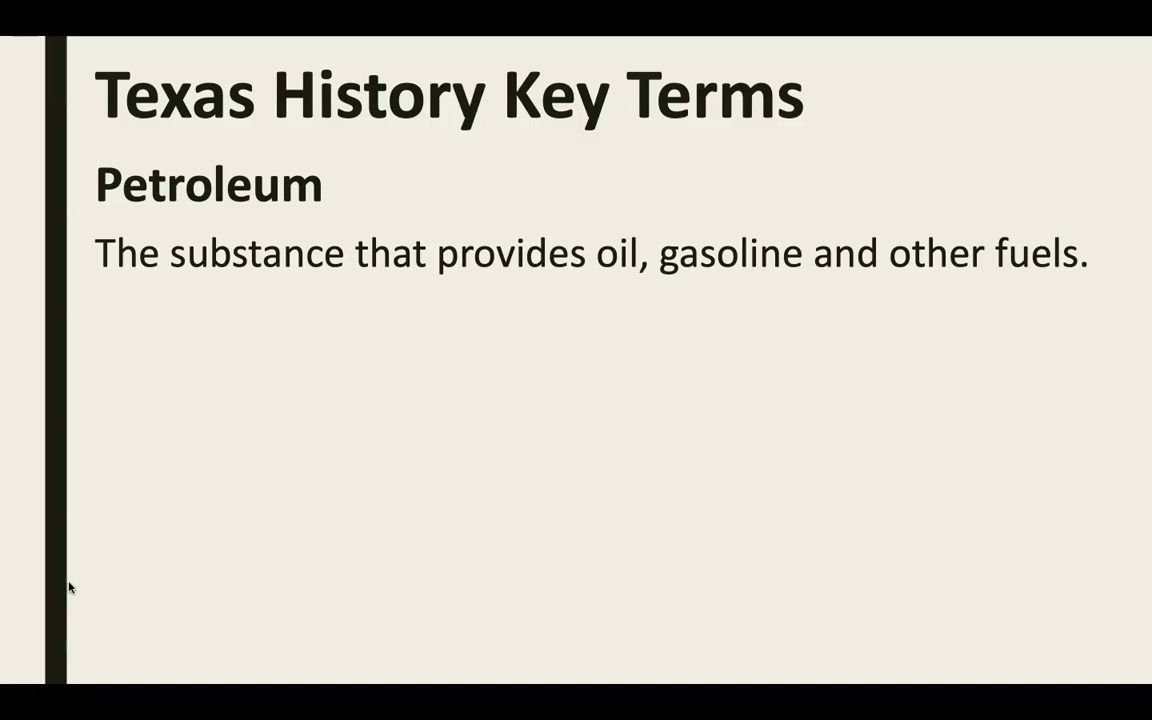 Texas History Key Terms
Petroleum
The substance that provides oil, gasoline and other fuels.